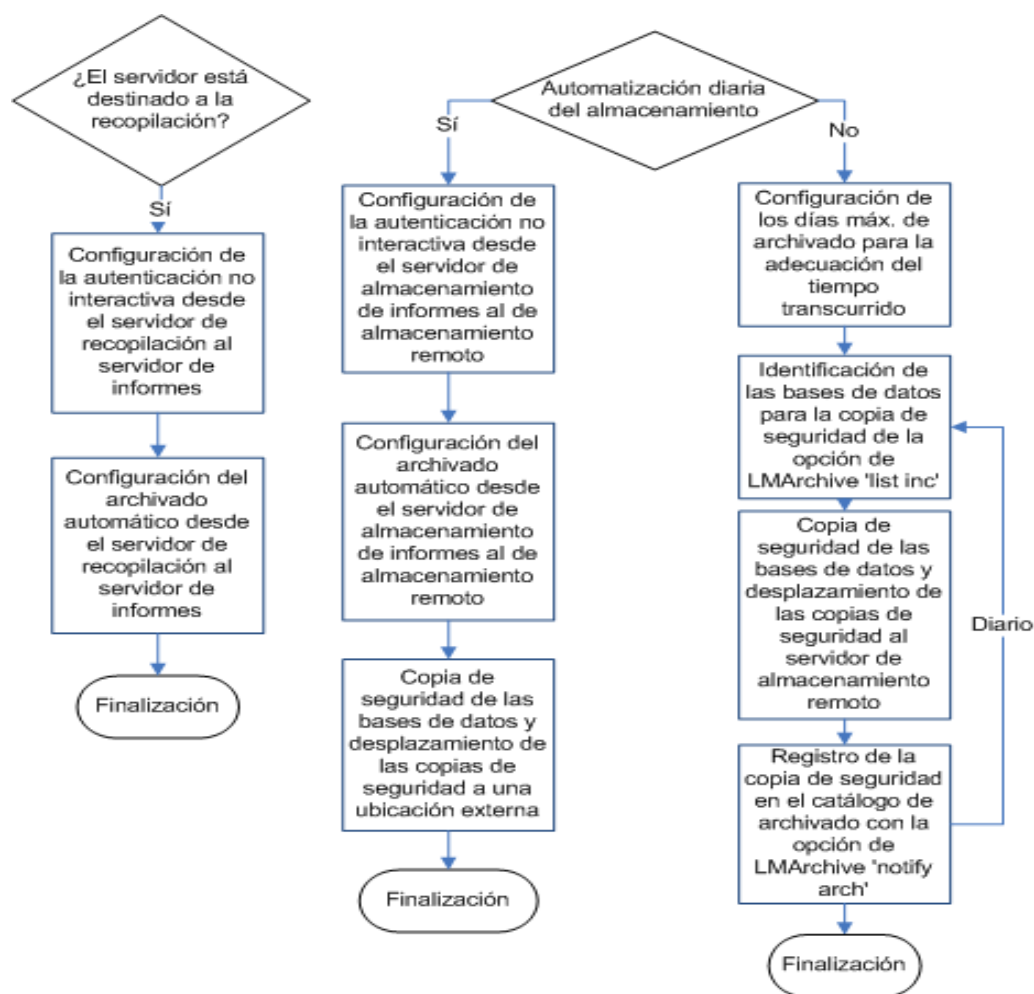 ¿El servidor está
destinado a la
recopilación?
Sí
Configuración de
la autenticación no
interactiva desde
el servidor de
recopilación al
servidor de
informes
Configuración del
archivado
automático desde
el servidor de
recopilación al
servidor de
informes
Finalización
Automatización diaria
del almacenamiento
Sí
No
Configuración de
la autenticación no
interactiva desde
el servidor de
almacenamiento
de informes al de
almacenamiento
remoto
Configuración del
archivado
automático desde
el servidor de
almacenamiento
de informes al de
almacenamiento
remoto
Copia de
seguridad de las
bases de datos y
desplazamiento de
las copias de
seguridad a una
ubicación externa
Finalización
Configuración de
los días máx. de
archivado para la
adecuación del
tiempo
transcurrido
Identificación de
las bases de datos
para la copia de
seguridad de la
opción de
LMArchive 'list inc'
Copia de
seguridad de las
bases de datos y
desplazamiento de
las copias de
seguridad al
servidor de
almacenamiento
remoto
Diario
Registro de la
copia de seguridad
en el catálogo de
archivado con la
opción de
LMArchive 'notify
arch'
Finalización